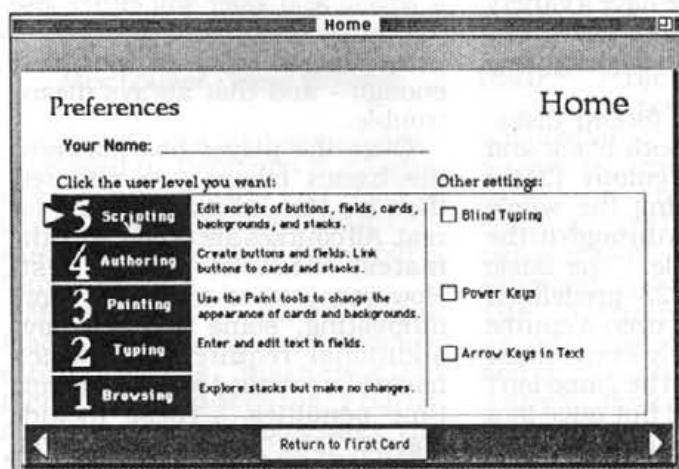 Home
Preferences
Home
Your Name:
Click the user level you want:
Other settings:
5 Scripting
Edit scripts of buttons, fields, cards,
backgrounds, and stacks.
4 Authoring
Create buttons and fields. Link
buttons to cards and stacks.
3 Painting
Use the Paint tools to change the
appearance of cards and backgrounds.
2 Typing
Enter and edit text in fields.
1 Browsing
Explore stacks but make no changes.
Blind Typing
Power Keys
Arrow Keys in Text
Return to First Card